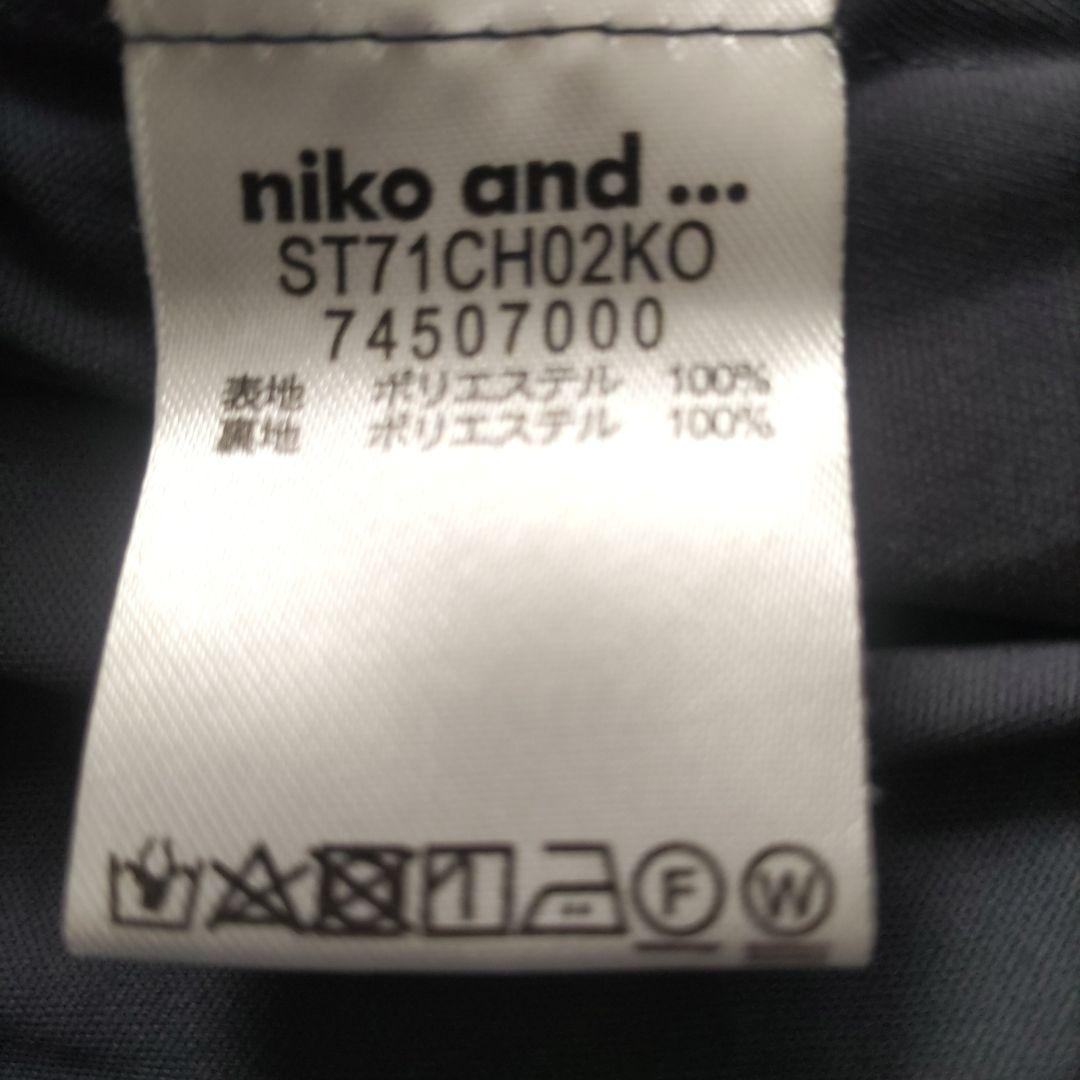 niko and ...
ST71CH02KO
74507000
表地 ポリエステル 100%
裏地 ポリエステル 100%
F W